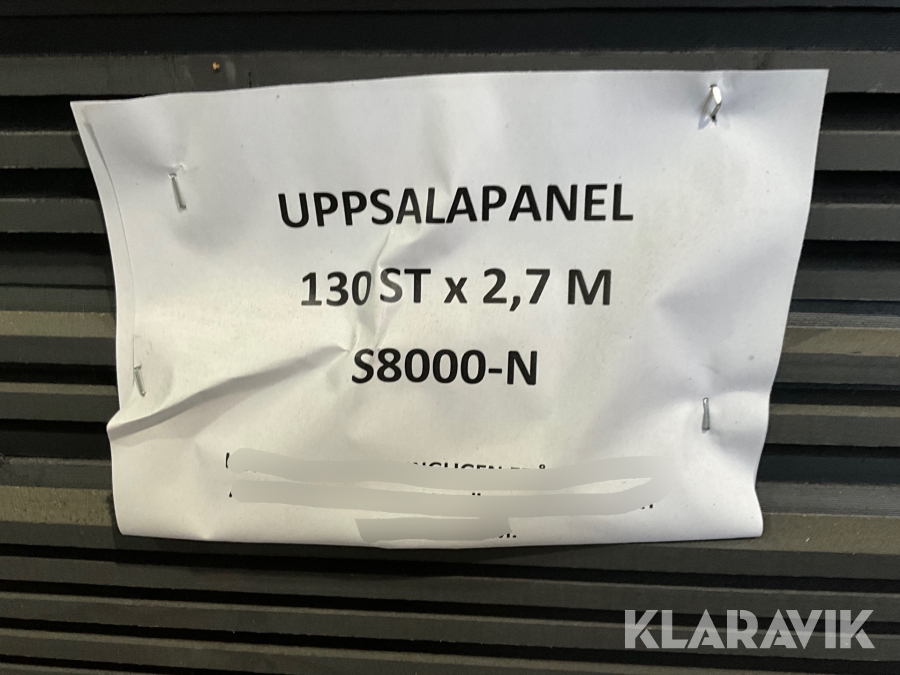 UPPSALAPANEL
130 ST x 2,7 M
S8000-N
KLARAVIK